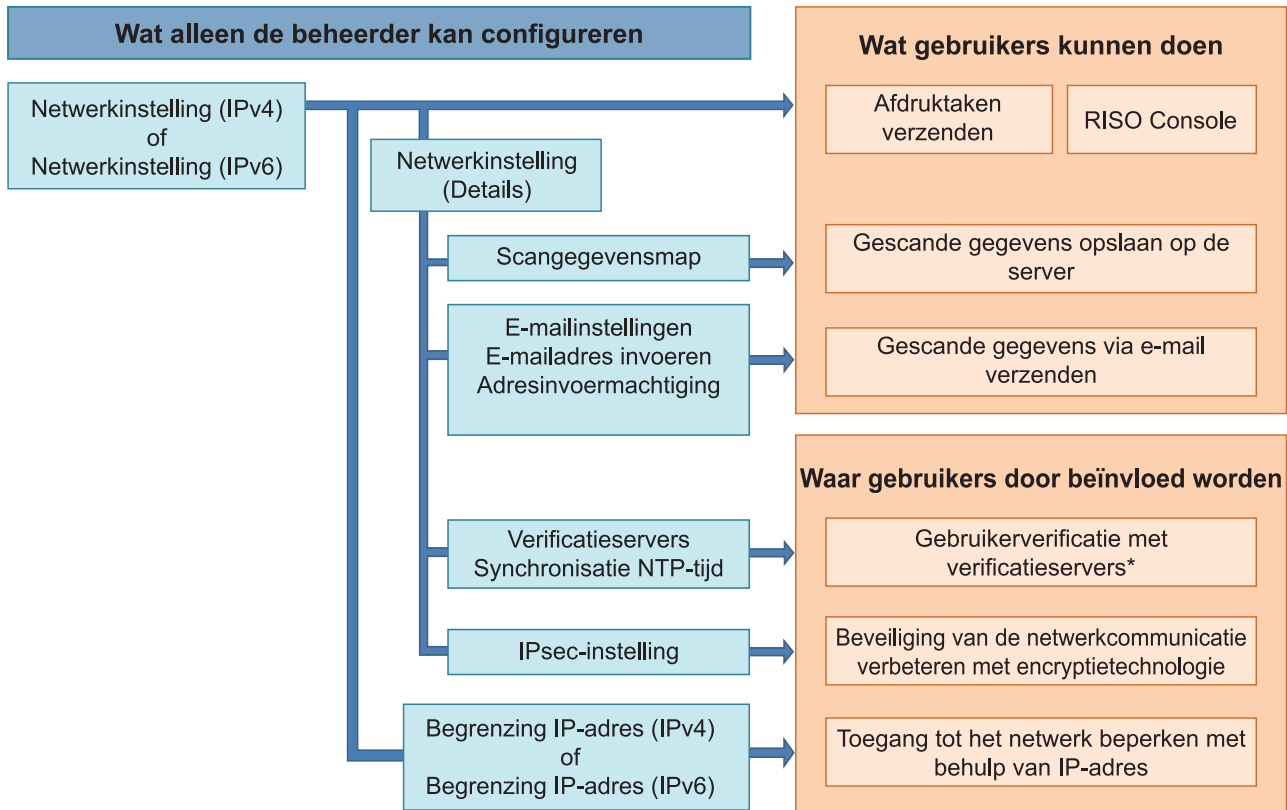 Wat alleen de beheerder kan configureren
Netwerkinstelling (IPv4)
of
Netwerkinstelling (IPv6)
Netwerkinstelling
(Details)
Scangegevensmap
E-mailinstellingen
E-mailadres invoeren
Adresinvoermachtiging
Verificatieservers
Synchronisatie NTP-tijd
IPsec-instelling
Begrenzing IP-adres (IPv4)
of
Begrenzing IP-adres (IPv6)
Wat gebruikers kunnen doen
Afdruktaken
verzenden
RISO Console
Gescande gegevens opslaan op de
server
Gescande gegevens via e-mail
verzenden
Waar gebruikers door beïnvloed worden
Gebruikerverificatie met
verificatieservers*
Beveiliging van de netwerkcommunicatie
verbeteren met encryptietechnologie
Toegang tot het netwerk beperken met
behulp van IP-adres